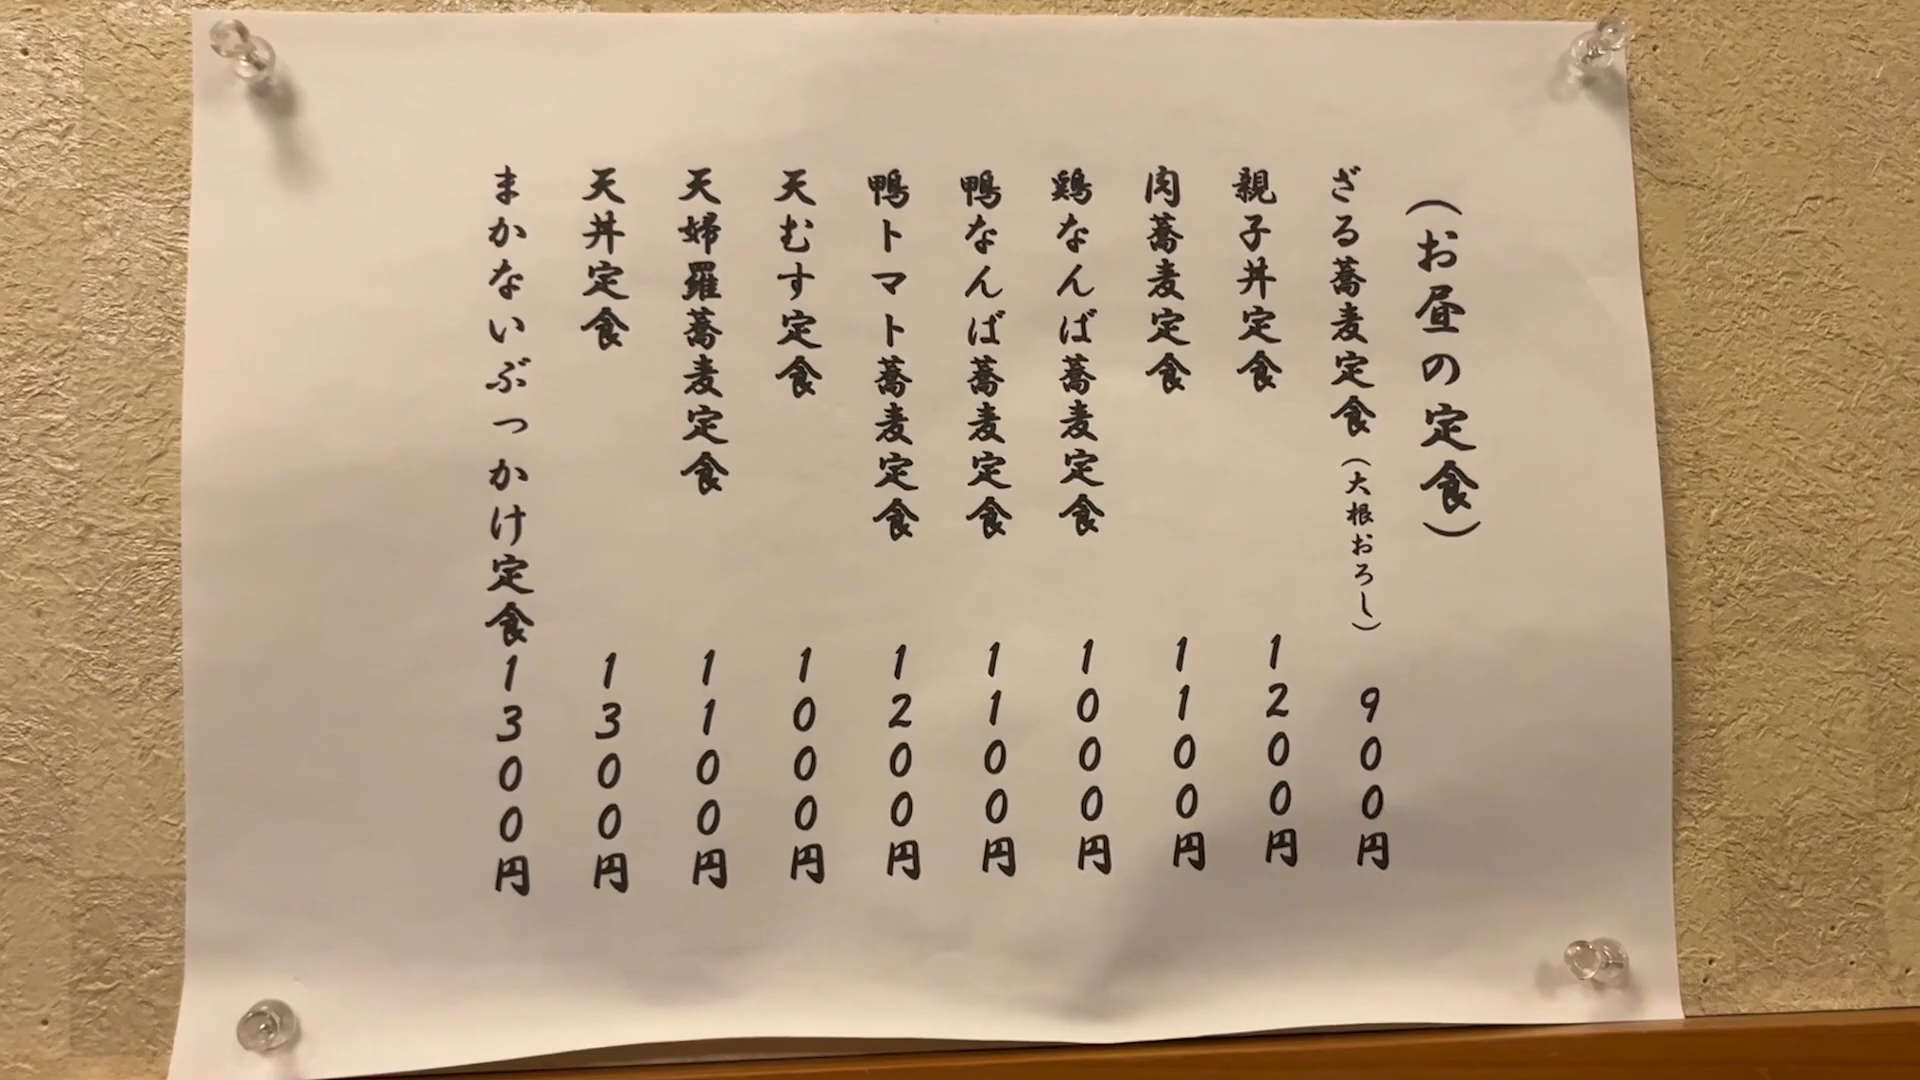 （お昼の定食）
ざる蕎麦定食（大根おろし） 900円
親子丼定食 1200円
肉蕎麦定食 1100円
鶏なんば蕎麦定食 1000円
鴨なんば蕎麦定食 1100円
鴨トマト蕎麦定食 1200円
天むす定食 1000円
天婦羅蕎麦定食 1100円
天丼定食 1300円
まかないぶっかけ定食 1300円